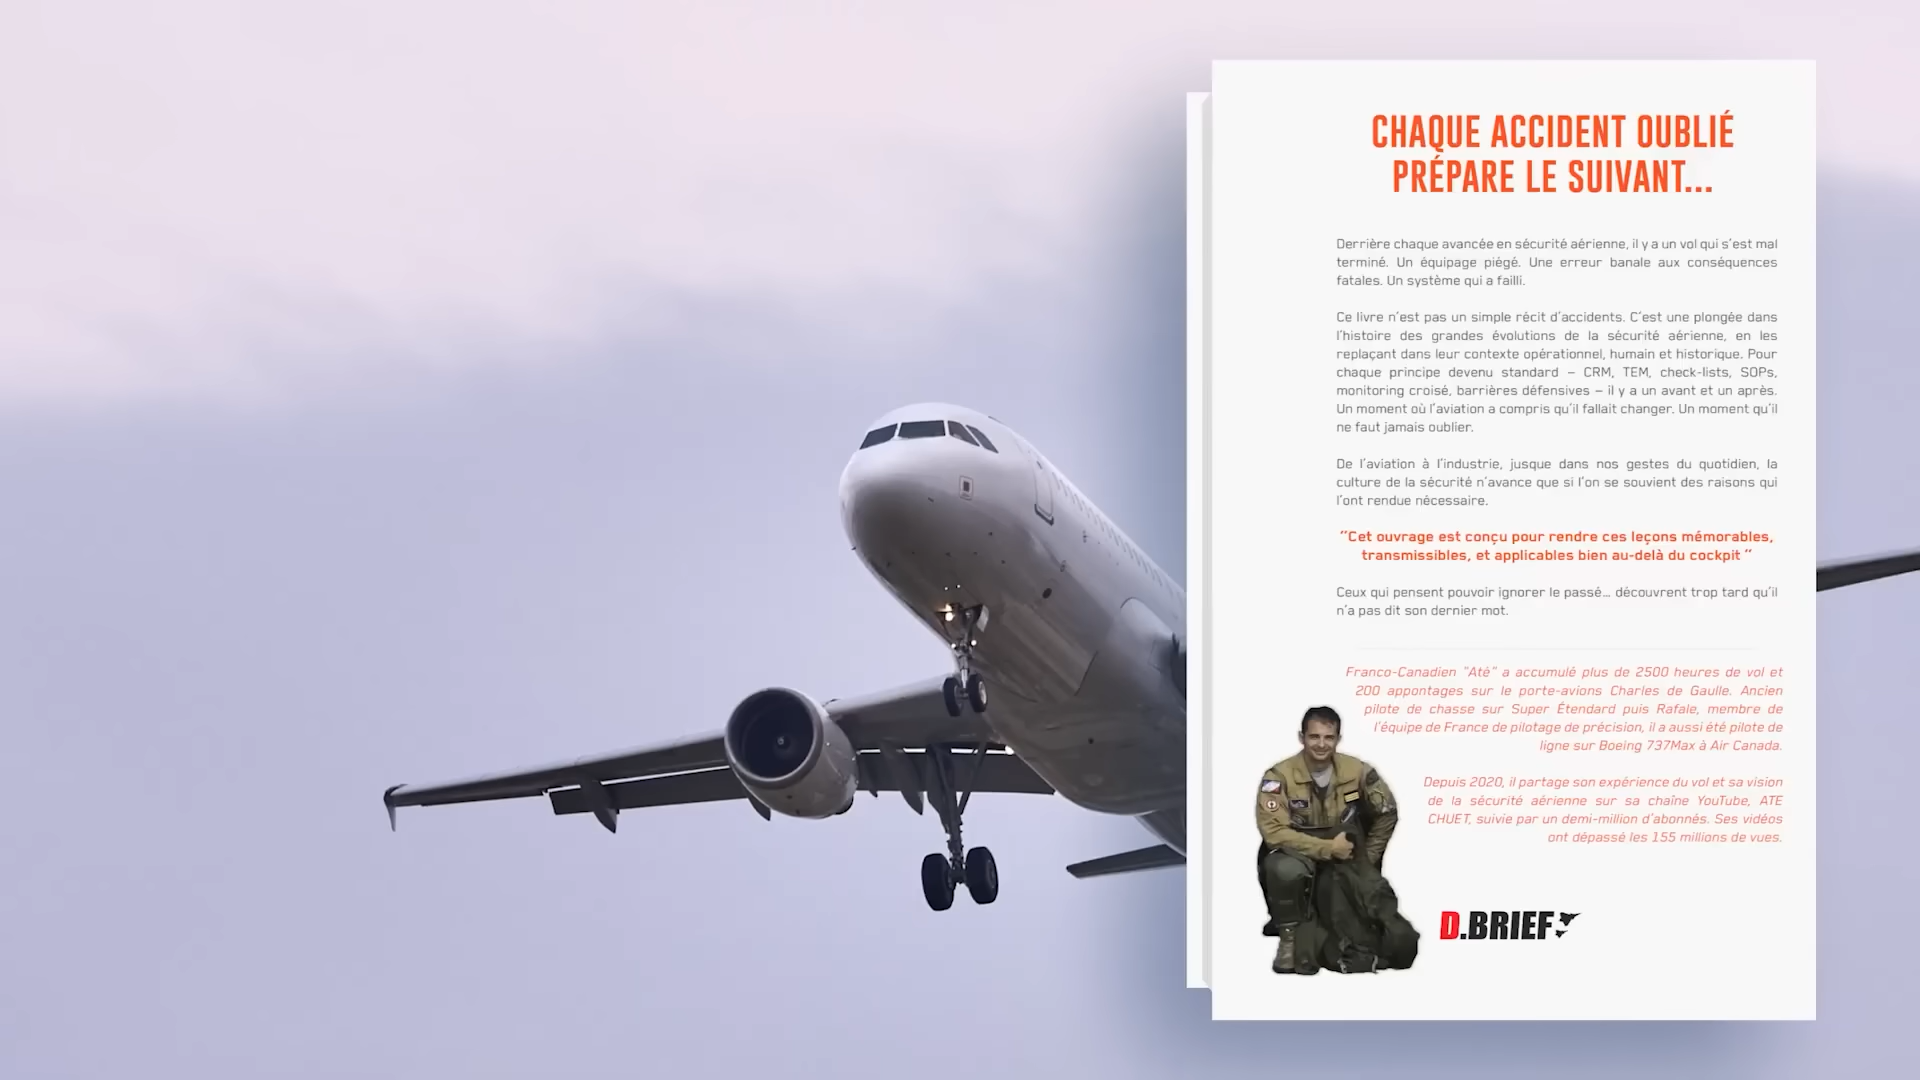 CHAQUE ACCIDENT OUBLIÉ
PRÉPARE LE SUIVANT...
Derrière chaque avancée en sécurité aérienne, il y a un vol qui s'est mal
terminé. Un équipage piégé. Une erreur banale aux conséquences
fatales. Un système qui a failli.
Ce livre n'est pas un simple récit d'accidents. C'est une plongée dans
l'histoire des grandes évolutions de la sécurité aérienne, en les
replaçant dans leur contexte opérationnel, humain et historique. Pour
chaque principe devenu standard – CRM, TEM, check-lists, SOPs,
monitoring croisé, barrières défensives – il y a un avant et un après.
Un moment où l'aviation a compris qu'il fallait changer. Un moment qu'il
ne faut jamais oublier.
De l'aviation à l'industrie, jusque dans nos gestes du quotidien, la
culture de la sécurité n'avance que si l'on se souvient des raisons qui
l'ont rendue nécessaire.
"Cet ouvrage est conçu pour rendre ces leçons mémorables,
transmissibles, et applicables bien au-delà du cockpit "
Ceux qui pensent pouvoir ignorer le passé... découvrent trop tard qu'il
n'a pas dit son dernier mot.
Franco-Canadien "Até" a accumulé plus de 2500 heures de vol et
200 appontages sur le porte-avions Charles de Gaulle. Ancien
pilote de chasse sur Super Étendard puis Rafale, membre de
l'équipe de France de pilotage de précision, il a aussi été pilote de
ligne sur Boeing 737Max à Air Canada.
Depuis 2020, il partage son expérience du vol et sa vision
de la sécurité aérienne sur sa chaîne YouTube, ATE
CHUET, suivie par un demi-million d'abonnés. Ses vidéos
ont dépassé les 155 millions de vues.
D.BRIEF